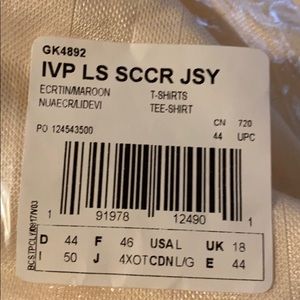 GK4892
IVP LS SCCR JSY
ECRTIN/MAROON T-SHIRTS
NUAECR/LIDEVI TEE-SHIRT
CN 720
PO 124543500 44 UPC
1 91978 12490 1
D 44 F 46 USA L UK 18
I 50 J 4XOT CDN L/G E 44